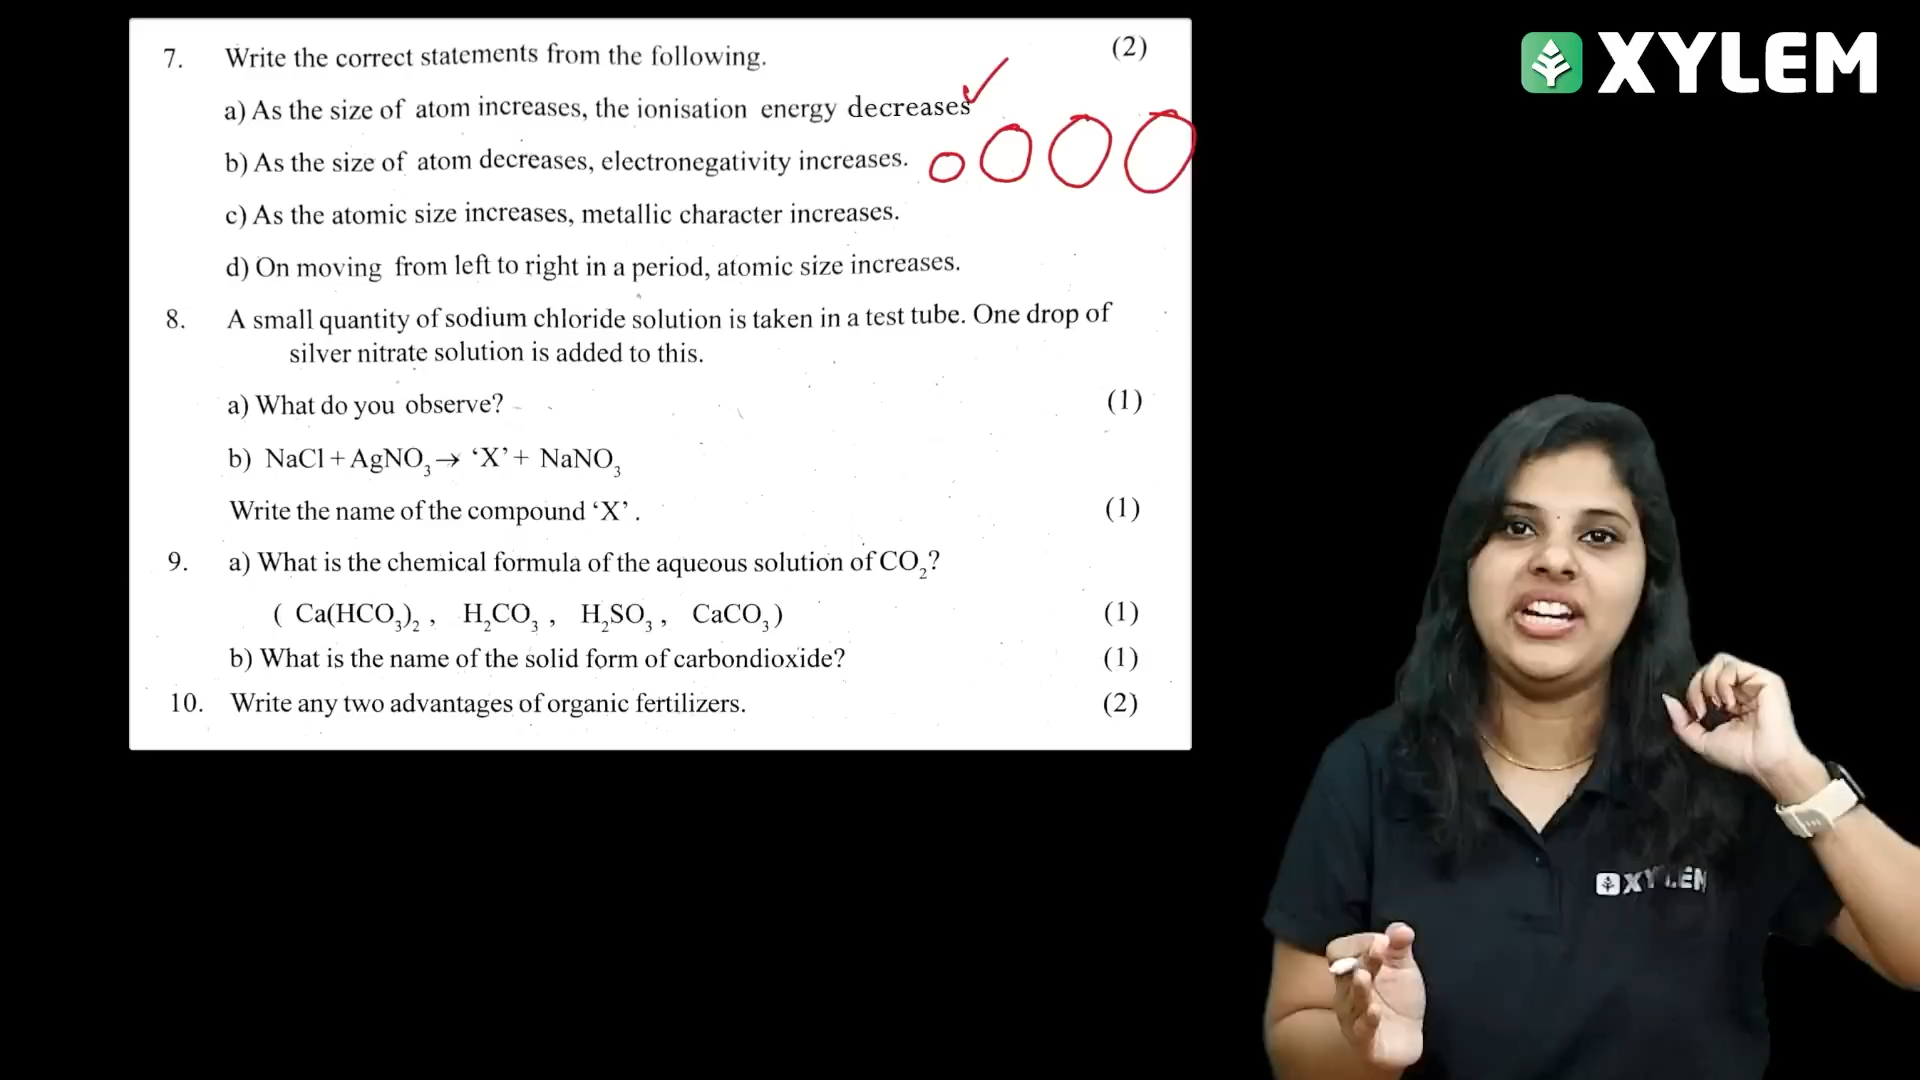 XYLEM
7. Write the correct statements from the following. (2)
a) As the size of atom increases, the ionisation energy decreases
b) As the size of atom decreases, electronegativity increases.
c) As the atomic size increases, metallic character increases.
d) On moving from left to right in a period, atomic size increases.
8. A small quantity of sodium chloride solution is taken in a test tube. One drop of
silver nitrate solution is added to this.
a) What do you observe? (1)
b) NaCl + AgNO₃ → ‘X’ + NaNO₃
Write the name of the compound ‘X’. (1)
9. a) What is the chemical formula of the aqueous solution of CO₂?
( Ca(HCO₃)₂ , H₂CO₃ , H₂SO₃ , CaCO₃ ) (1)
b) What is the name of the solid form of carbondioxide? (1)
10. Write any two advantages of organic fertilizers. (2)
XYLEM